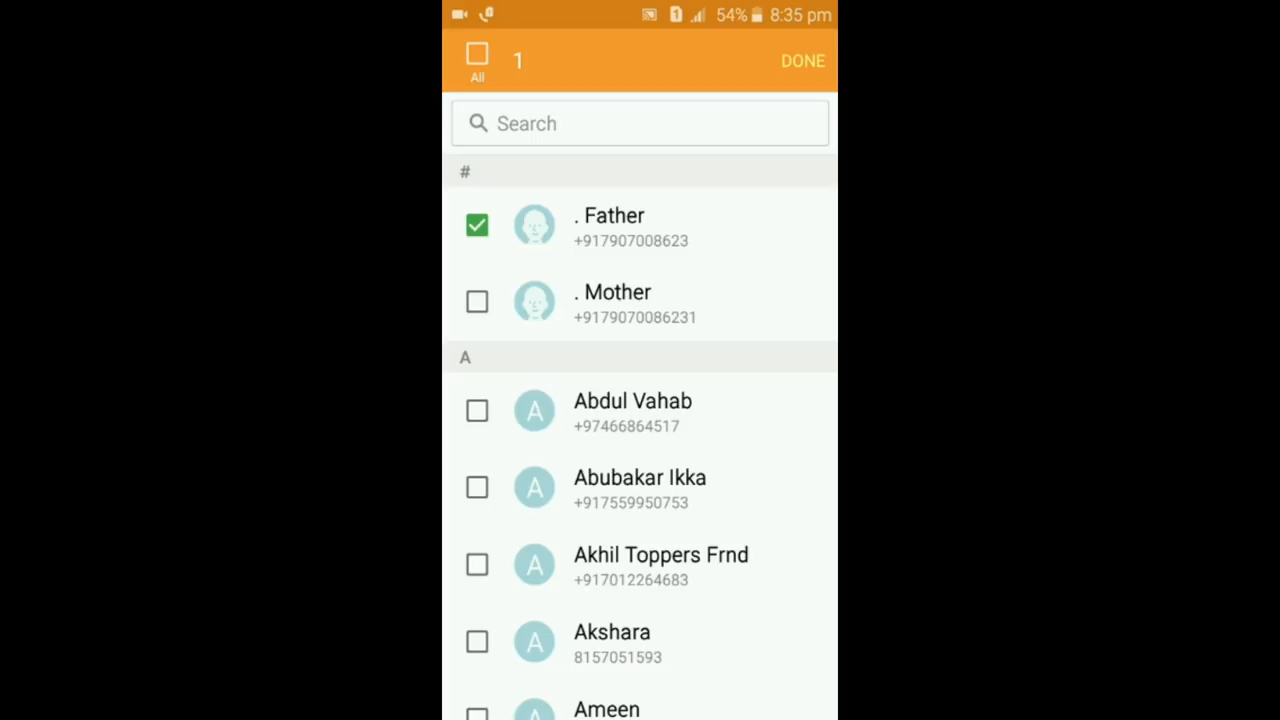 54% 8:35 pm
All 1 DONE
Search
#
. Father
+917907008623
. Mother
+9179070086231
A
A Abdul Vahab
+97466864517
A Abubakar Ikka
+917559950753
A Akhil Toppers Frnd
+917012264683
A Akshara
8157051593
A Ameen